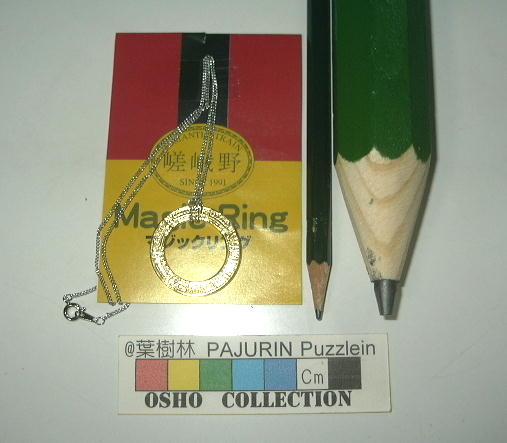 嵯峨野
SINCE 1991
Magic Ring
マジックリング
@葉樹林 PAJURIN Puzzlein
Cm
OSHO COLLECTION